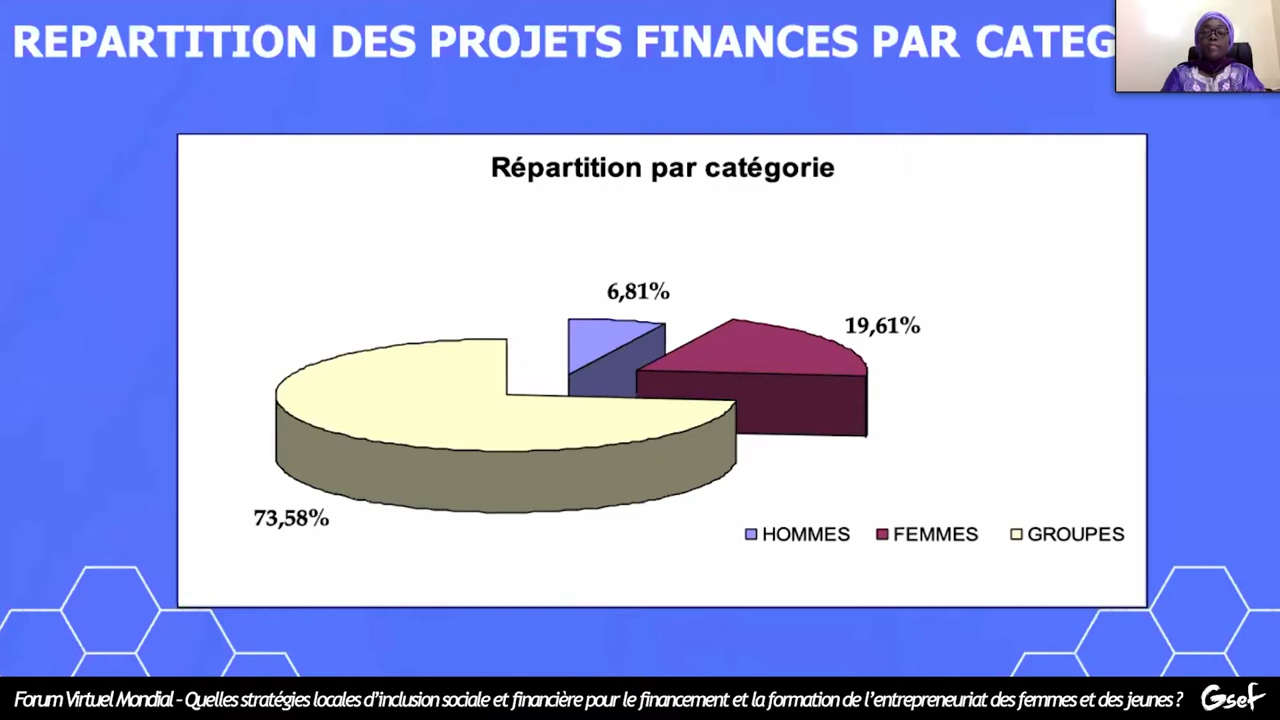 REPARTITION DES PROJETS FINANCES PAR CATEG
Répartition par catégorie
6,81%
19,61%
73,58%
HOMMES FEMMES GROUPES
Forum Virtuel Mondial - Quelles stratégies locales d'inclusion sociale et financière pour le financement et la formation de l'entrepreneuriat des femmes et des jeunes ? Gsef